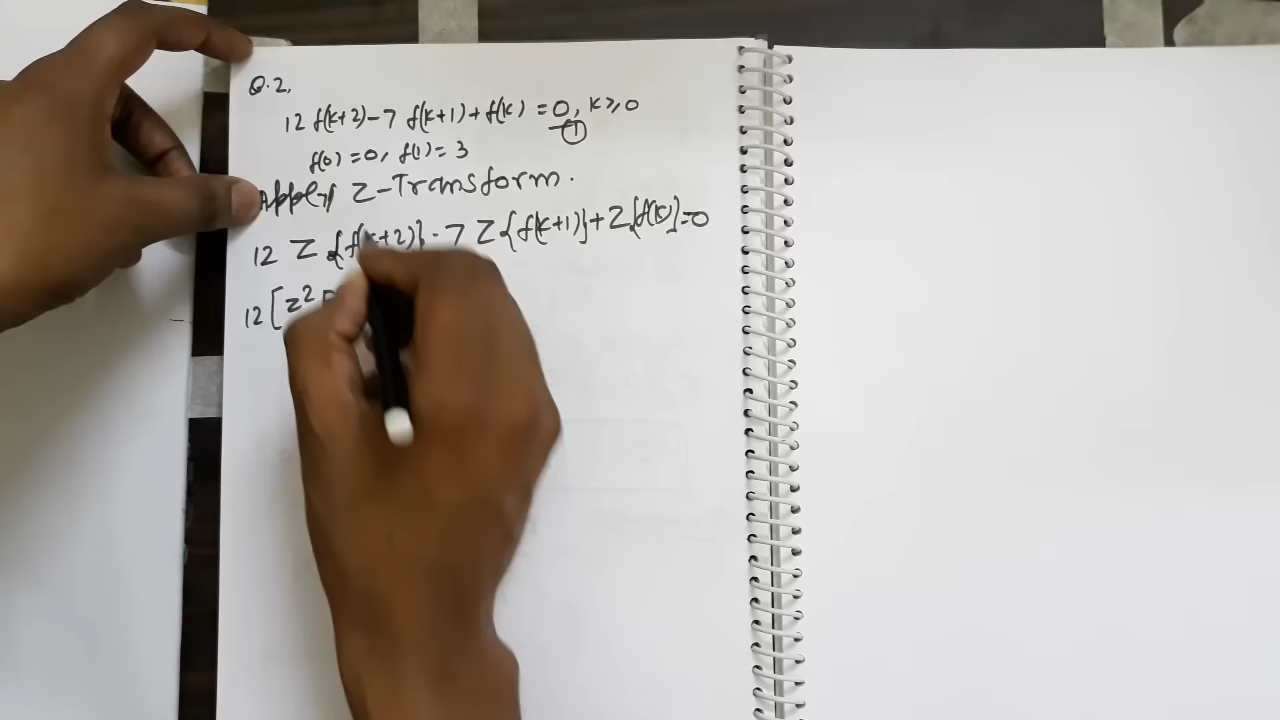 Q.2,
12 f(k+2)-7 f(k+1)+f(k) = 0, k≥0
①
f(0) = 0, f(1) = 3
Apply Z-Transform.
12 Z {f(k+2)} - 7 Z {f(k+1)} + Z{f(k)} = 0
12 [z²